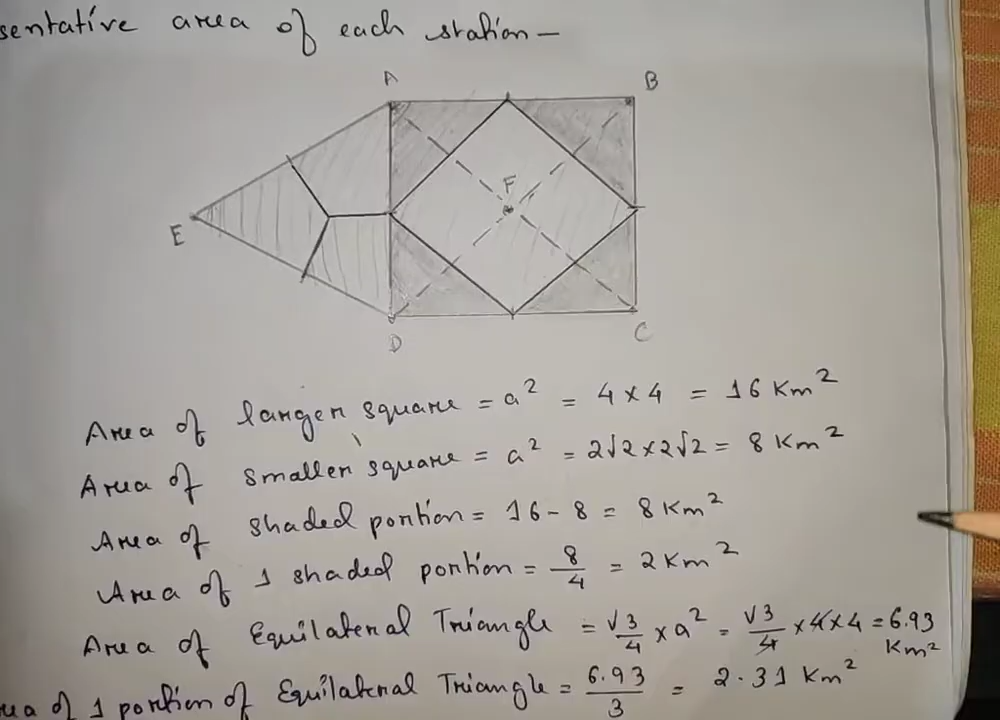 sentative area of each station -
A
B
F
E
D
C
Area of larger square = a² = 4 × 4 = 16 Km²
Area of smaller square = a² = 2√2 × 2√2 = 8 Km²
Area of shaded portion = 16 - 8 = 8 Km²
Area of 1 shaded portion = 8/4 = 2 Km²
Area of Equilateral Triangle = √3/4 × a² = √3/4 × 4 × 4 = 6.93 Km²
ua of 1 portion of Equilateral Triangle = 6.93/3 = 2.31 Km²